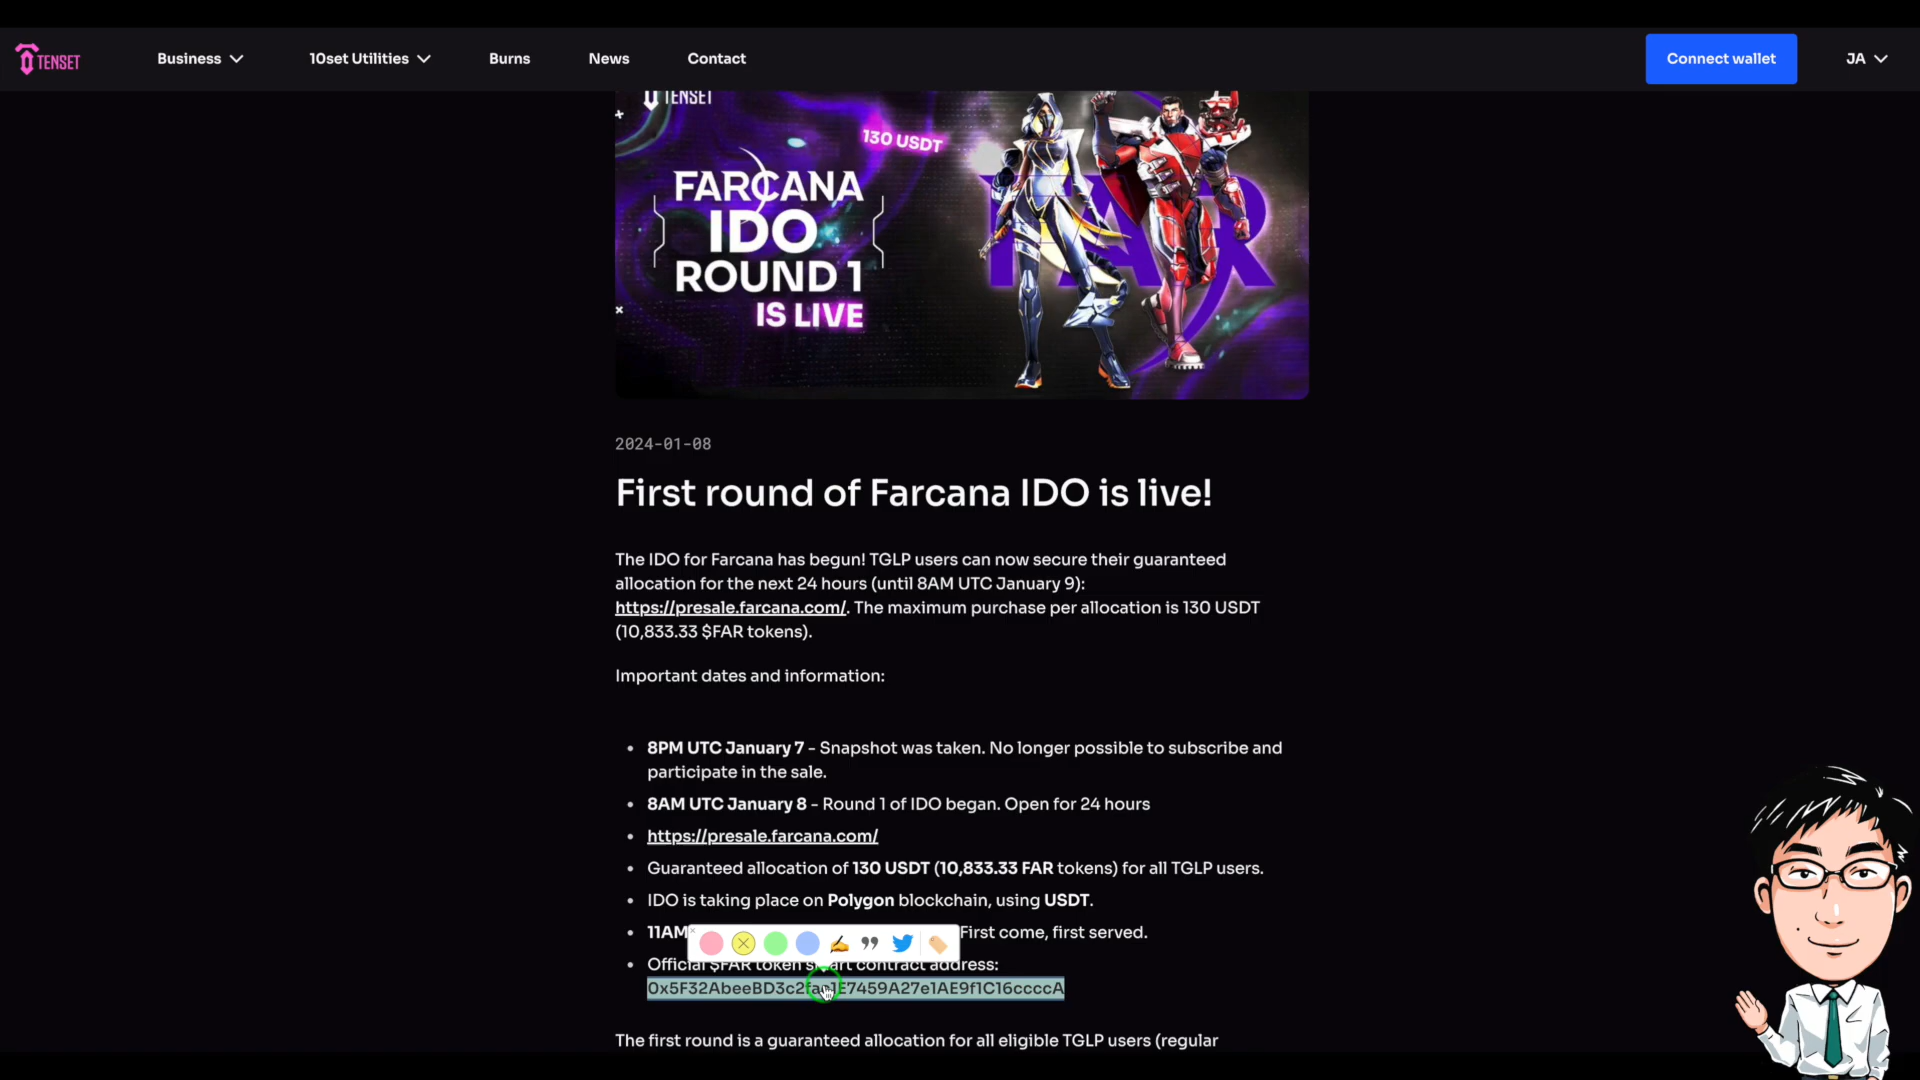 TENSET
Business
10set Utilities
Burns
News
Contact
Connect wallet
JA
TENSET
130 USDT
FARCANA
IDO
ROUND 1
IS LIVE
FAR
2024-01-08
First round of Farcana IDO is live!
The IDO for Farcana has begun! TGLP users can now secure their guaranteed
allocation for the next 24 hours (until 8AM UTC January 9):
https://presale.farcana.com/. The maximum purchase per allocation is 130 USDT
(10,833.33 $FAR tokens).
Important dates and information:
8PM UTC January 7 - Snapshot was taken. No longer possible to subscribe and
participate in the sale.
8AM UTC January 8 - Round 1 of IDO began. Open for 24 hours
https://presale.farcana.com/
Guaranteed allocation of 130 USDT (10,833.33 FAR tokens) for all TGLP users.
IDO is taking place on Polygon blockchain, using USDT.
11AM First come, first served.
Official $FAR token smart contract address:
The first round is a guaranteed allocation for all eligible TGLP users (regular